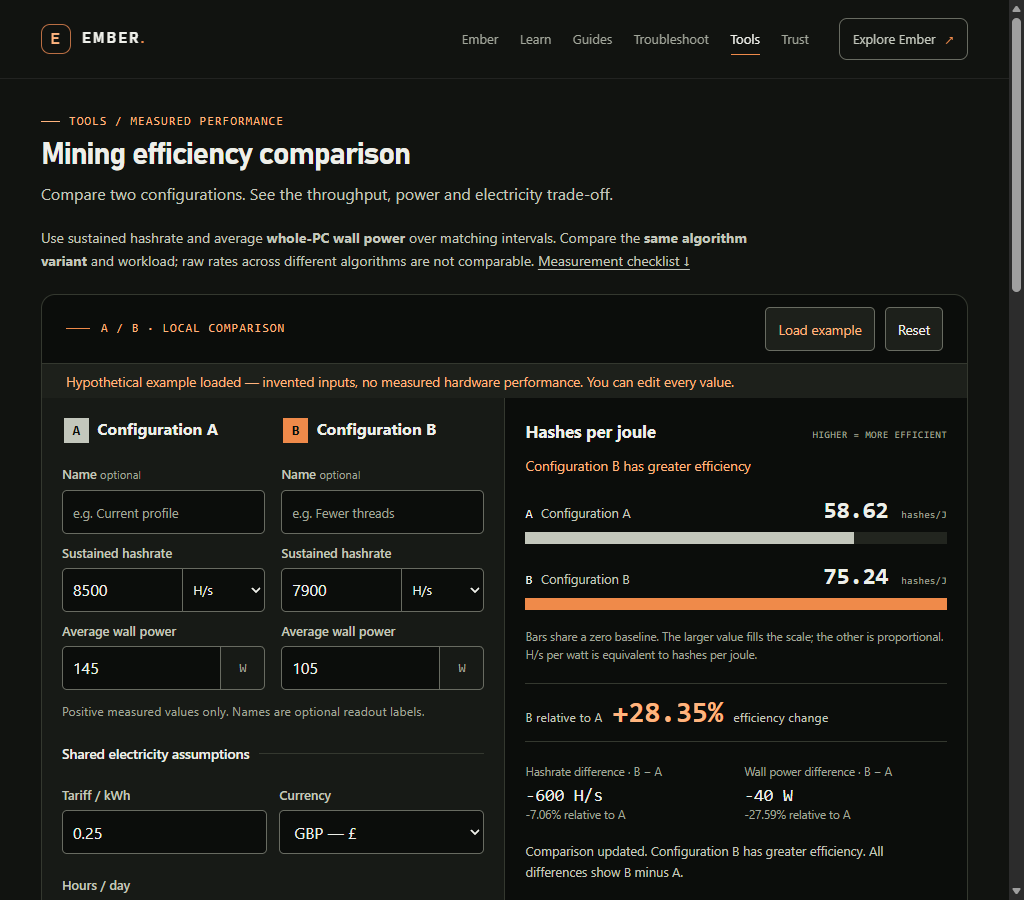 E EMBER.
Ember Learn Guides Troubleshoot Tools Trust Explore Ember ↗
TOOLS / MEASURED PERFORMANCE
Mining efficiency comparison
Compare two configurations. See the throughput, power and electricity trade-off.
Use sustained hashrate and average whole-PC wall power over matching intervals. Compare the same algorithm
variant and workload; raw rates across different algorithms are not comparable. Measurement checklist ↓
A / B · LOCAL COMPARISON
Load example Reset
Hypothetical example loaded — invented inputs, no measured hardware performance. You can edit every value.
A Configuration A
Name optional
e.g. Current profile
Sustained hashrate
8500 H/s
Average wall power
145 W
B Configuration B
Name optional
e.g. Fewer threads
Sustained hashrate
7900 H/s
Average wall power
105 W
Positive measured values only. Names are optional readout labels.
Shared electricity assumptions
Tariff / kWh
0.25
Currency
GBP — £
Hours / day
Hashes per joule HIGHER = MORE EFFICIENT
Configuration B has greater efficiency
A Configuration A 58.62 hashes/J
B Configuration B 75.24 hashes/J
Bars share a zero baseline. The larger value fills the scale; the other is proportional.
H/s per watt is equivalent to hashes per joule.
B relative to A +28.35% efficiency change
Hashrate difference · B − A
-600 H/s
-7.06% relative to A
Wall power difference · B − A
-40 W
-27.59% relative to A
Comparison updated. Configuration B has greater efficiency. All
differences show B minus A.